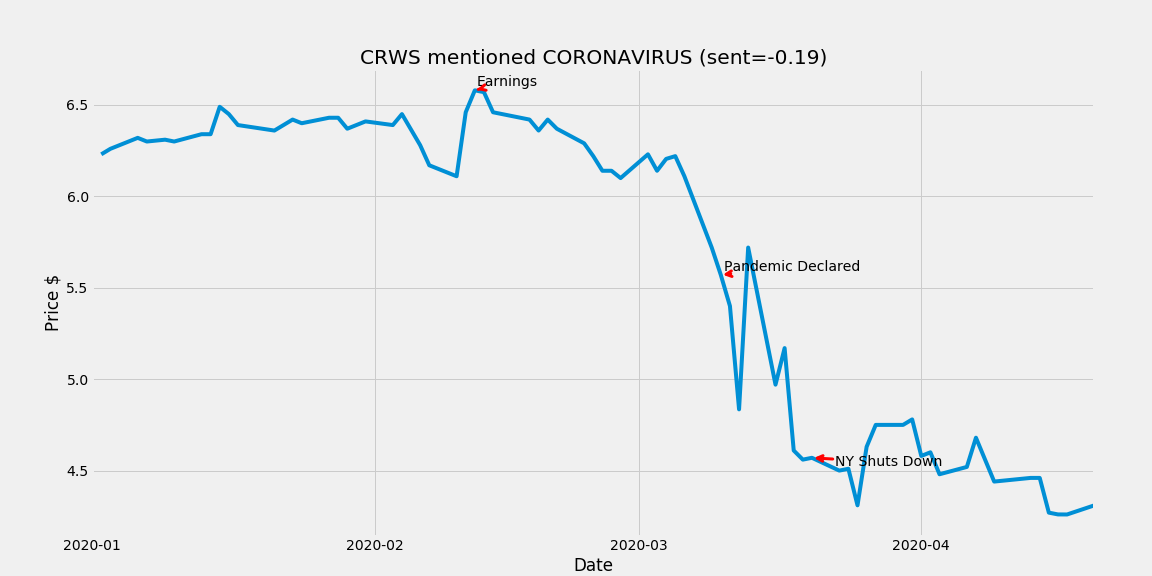 CRWS mentioned CORONAVIRUS (sent=-0.19)
Earnings
6.5
6.0
Pandemic Declared
5.5
Price $
5.0
NY Shuts Down
4.5
2020-01 2020-02 2020-03 2020-04
Date